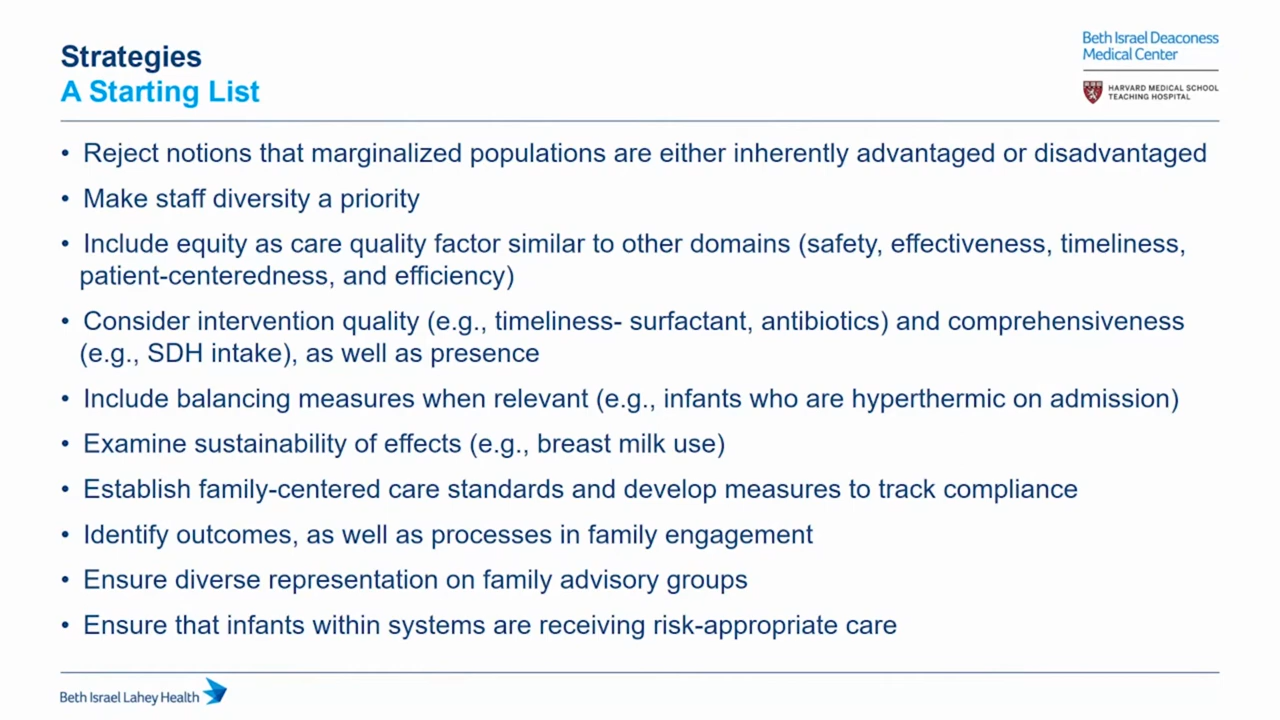 Strategies
A Starting List
Beth Israel Deaconess
Medical Center
HARVARD MEDICAL SCHOOL
TEACHING HOSPITAL
• Reject notions that marginalized populations are either inherently advantaged or disadvantaged
• Make staff diversity a priority
• Include equity as care quality factor similar to other domains (safety, effectiveness, timeliness,
patient-centeredness, and efficiency)
• Consider intervention quality (e.g., timeliness- surfactant, antibiotics) and comprehensiveness
(e.g., SDH intake), as well as presence
• Include balancing measures when relevant (e.g., infants who are hyperthermic on admission)
• Examine sustainability of effects (e.g., breast milk use)
• Establish family-centered care standards and develop measures to track compliance
• Identify outcomes, as well as processes in family engagement
• Ensure diverse representation on family advisory groups
• Ensure that infants within systems are receiving risk-appropriate care
Beth Israel Lahey Health